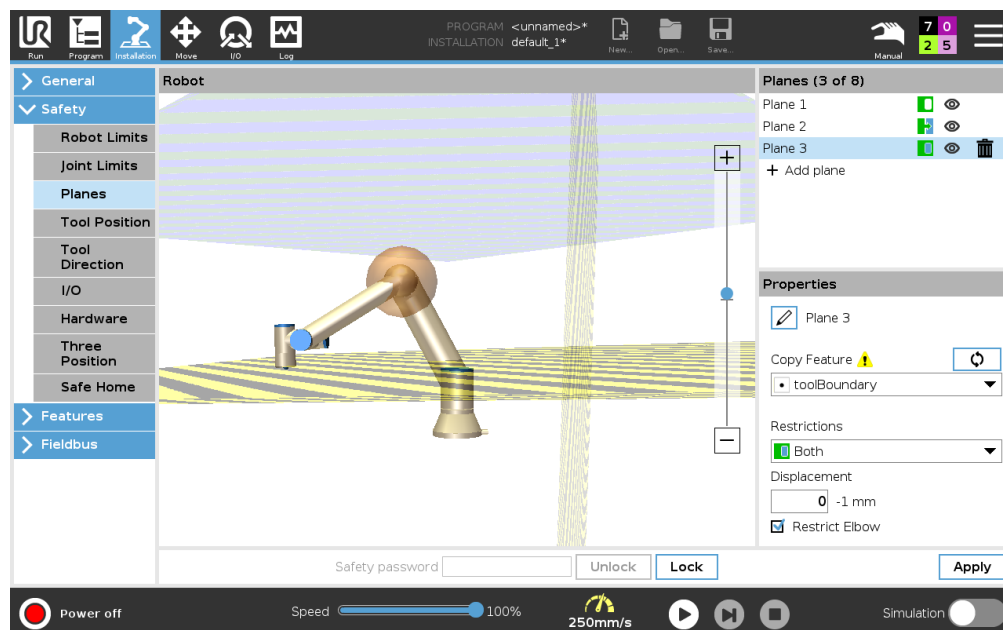 UR
PROGRAM <unnamed>*
INSTALLATION default_1*
Run Program Installation Move I/O Log New... Open... Save... Manual
7 0
2 5
General
Safety
Robot Limits
Joint Limits
Planes
Tool Position
Tool
Direction
I/O
Hardware
Three
Position
Safe Home
Features
Fieldbus
Robot
Planes (3 of 8)
Plane 1
Plane 2
Plane 3
+ Add plane
Properties
Plane 3
Copy Feature
toolBoundary
Restrictions
Both
Displacement
0 -1 mm
Restrict Elbow
Safety password Unlock Lock Apply
Power off Speed 100% 250mm/s Simulation